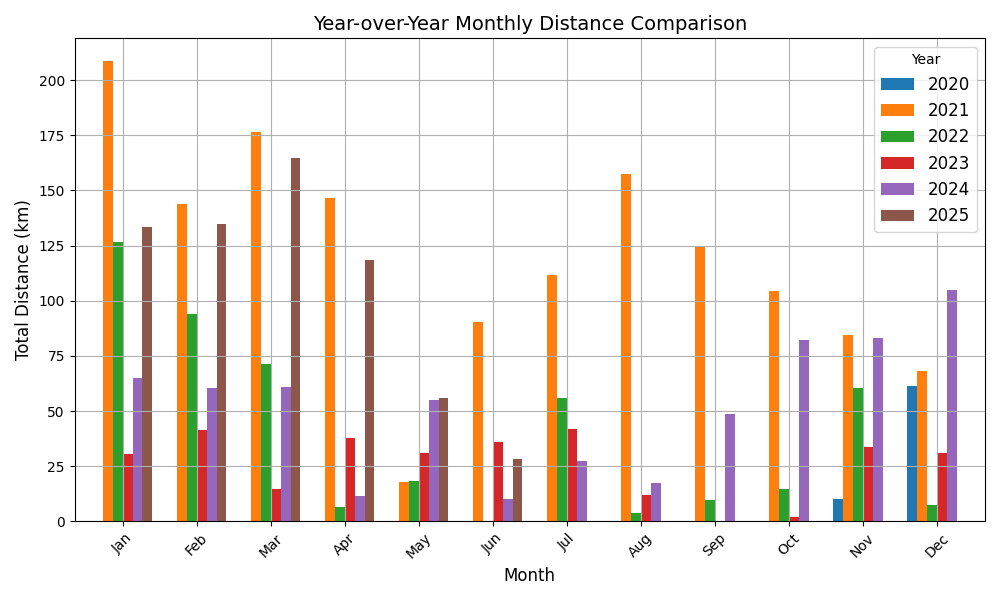 Year-over-Year Monthly Distance Comparison
Total Distance (km)
200
175
150
125
100
75
50
25
0
Year
2020
2021
2022
2023
2024
2025
Jan
Feb
Mar
Apr
May
Jun
Jul
Aug
Sep
Oct
Nov
Dec
Month